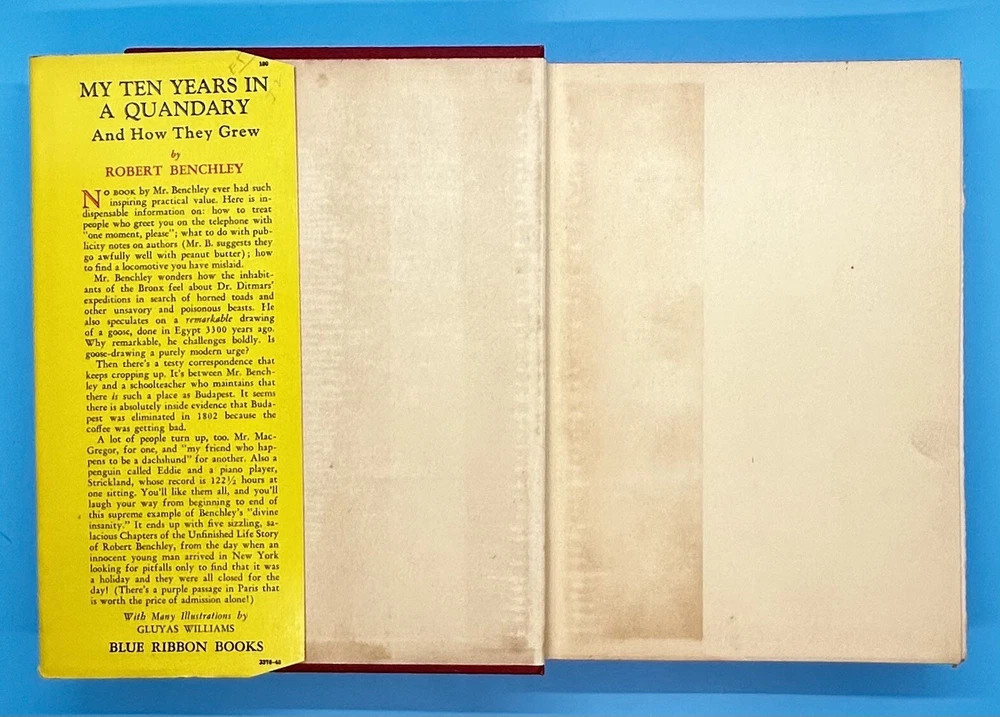 100
MY TEN YEARS IN
A QUANDARY
And How They Grew
by
ROBERT BENCHLEY
NO BOOK by Mr. Benchley ever had such
inspiring practical value. Here is in-
dispensable information on: how to treat
people who greet you on the telephone with
"one moment, please"; what to do with pub-
licity notes on authors (Mr. B. suggests they
go awfully well with peanut butter); how
to find a locomotive you have mislaid.
Mr. Benchley wonders how the inhabit-
ants of the Bronx feel about Dr. Ditmars'
expeditions in search of horned toads and
other unsavory and poisonous beasts. He
also speculates on a remarkable drawing
of a goose, done in Egypt 3300 years ago.
Why remarkable, he challenges boldly. Is
goose-drawing a purely modern urge?
Then there's a testy correspondence that
keeps cropping up. It's between Mr. Bench-
ley and a schoolteacher who maintains that
there is such a place as Budapest. It seems
there is absolutely inside evidence that Buda-
pest was eliminated in 1802 because the
coffee was getting bad.
A lot of people turn up, too. Mr. Mac-
Gregor, for one, and "my friend who hap-
pens to be a dachshund" for another. Also a
penguin called Eddie and a piano player,
Strickland, whose record is 122½ hours at
one sitting. You'll like them all, and you'll
laugh your way from beginning to end of
this supreme example of Benchley's "divine
insanity." It ends up with five sizzling, sa-
lacious Chapters of the Unfinished Life Story
of Robert Benchley, from the day when an
innocent young man arrived in New York
looking for pitfalls only to find that it was
a holiday and they were all closed for the
day! (There's a purple passage in Paris that
is worth the price of admission alone!)
With Many Illustrations by
GLUYAS WILLIAMS
BLUE RIBBON BOOKS
3370-40